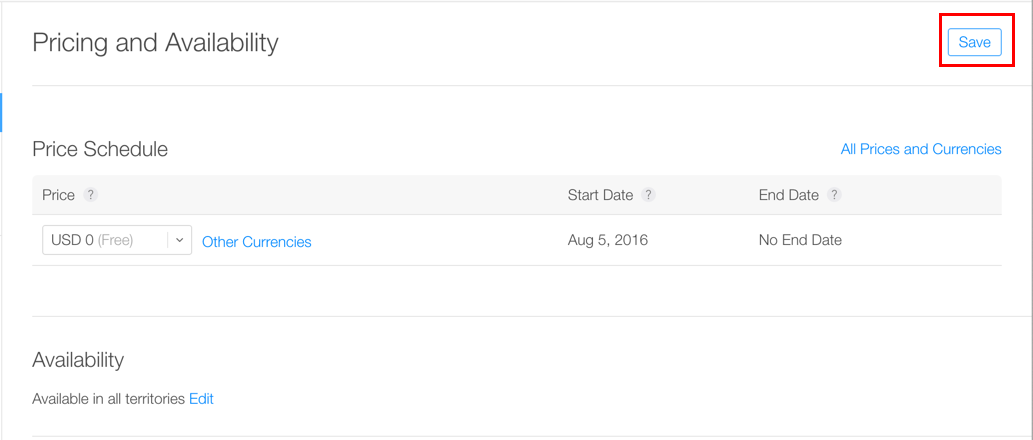 Pricing and Availability
Save
Price Schedule
All Prices and Currencies
Price ? Start Date ? End Date ?
USD 0 (Free) Other Currencies Aug 5, 2016 No End Date
Availability
Available in all territories Edit